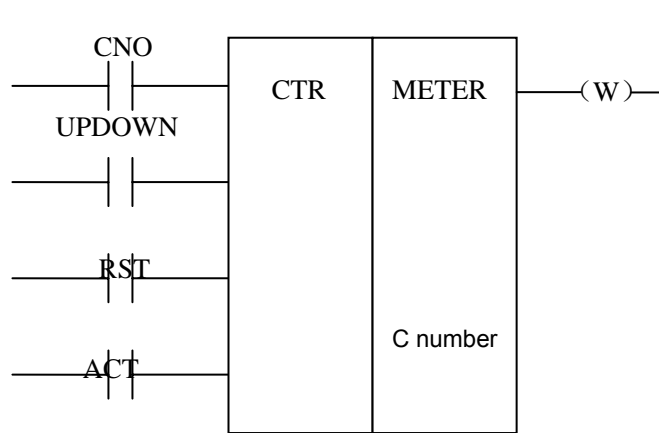 CNO
CTR
METER
(W)
UPDOWN
RST
C number
ACT